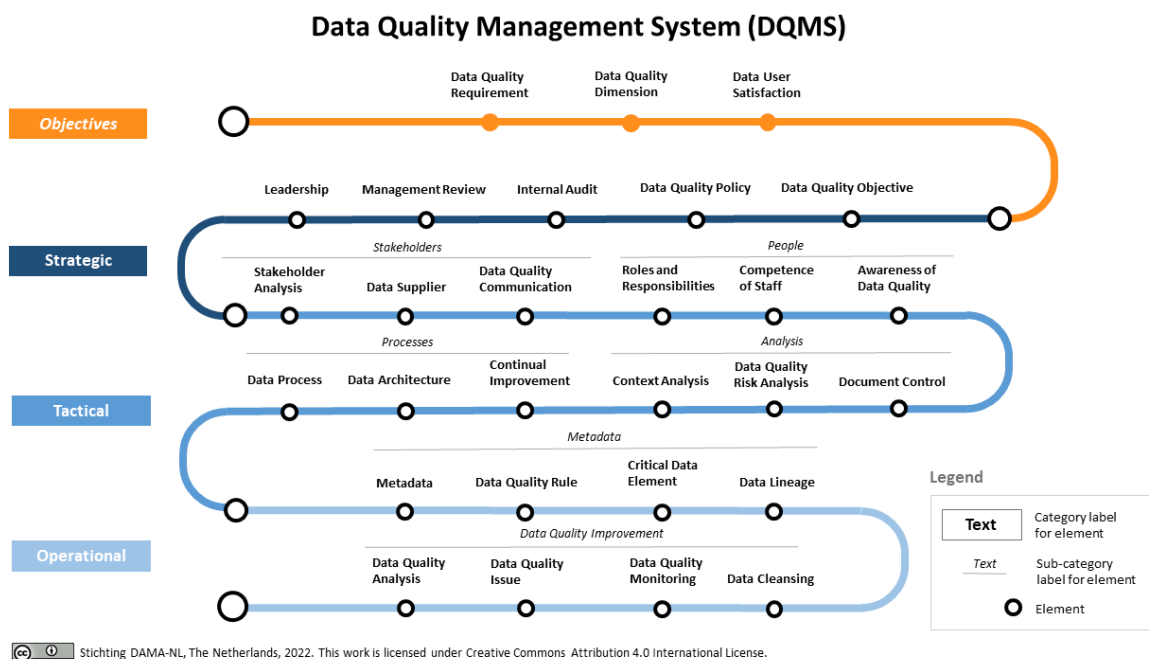 Data Quality Management System (DQMS)
Data Quality
Requirement
Data Quality
Dimension
Data User
Satisfaction
Objectives
Leadership
Management Review
Internal Audit
Data Quality Policy
Data Quality Objective
Strategic
Stakeholders
People
Stakeholder
Analysis
Data Supplier
Data Quality
Communication
Roles and
Responsibilities
Competence
of Staff
Awareness of
Data Quality
Processes
Analysis
Data Process
Data Architecture
Continual
Improvement
Context Analysis
Data Quality
Risk Analysis
Document Control
Tactical
Metadata
Metadata
Data Quality Rule
Critical Data
Element
Data Lineage
Operational
Data Quality Improvement
Data Quality
Analysis
Data Quality
Issue
Data Quality
Monitoring
Data Cleansing
Legend
Text
Category label
for element
Text
Sub-category
label for element
Element
cc
Stichting DAMA-NL, The Netherlands, 2022. This work is licensed under Creative Commons Attribution 4.0 International License.